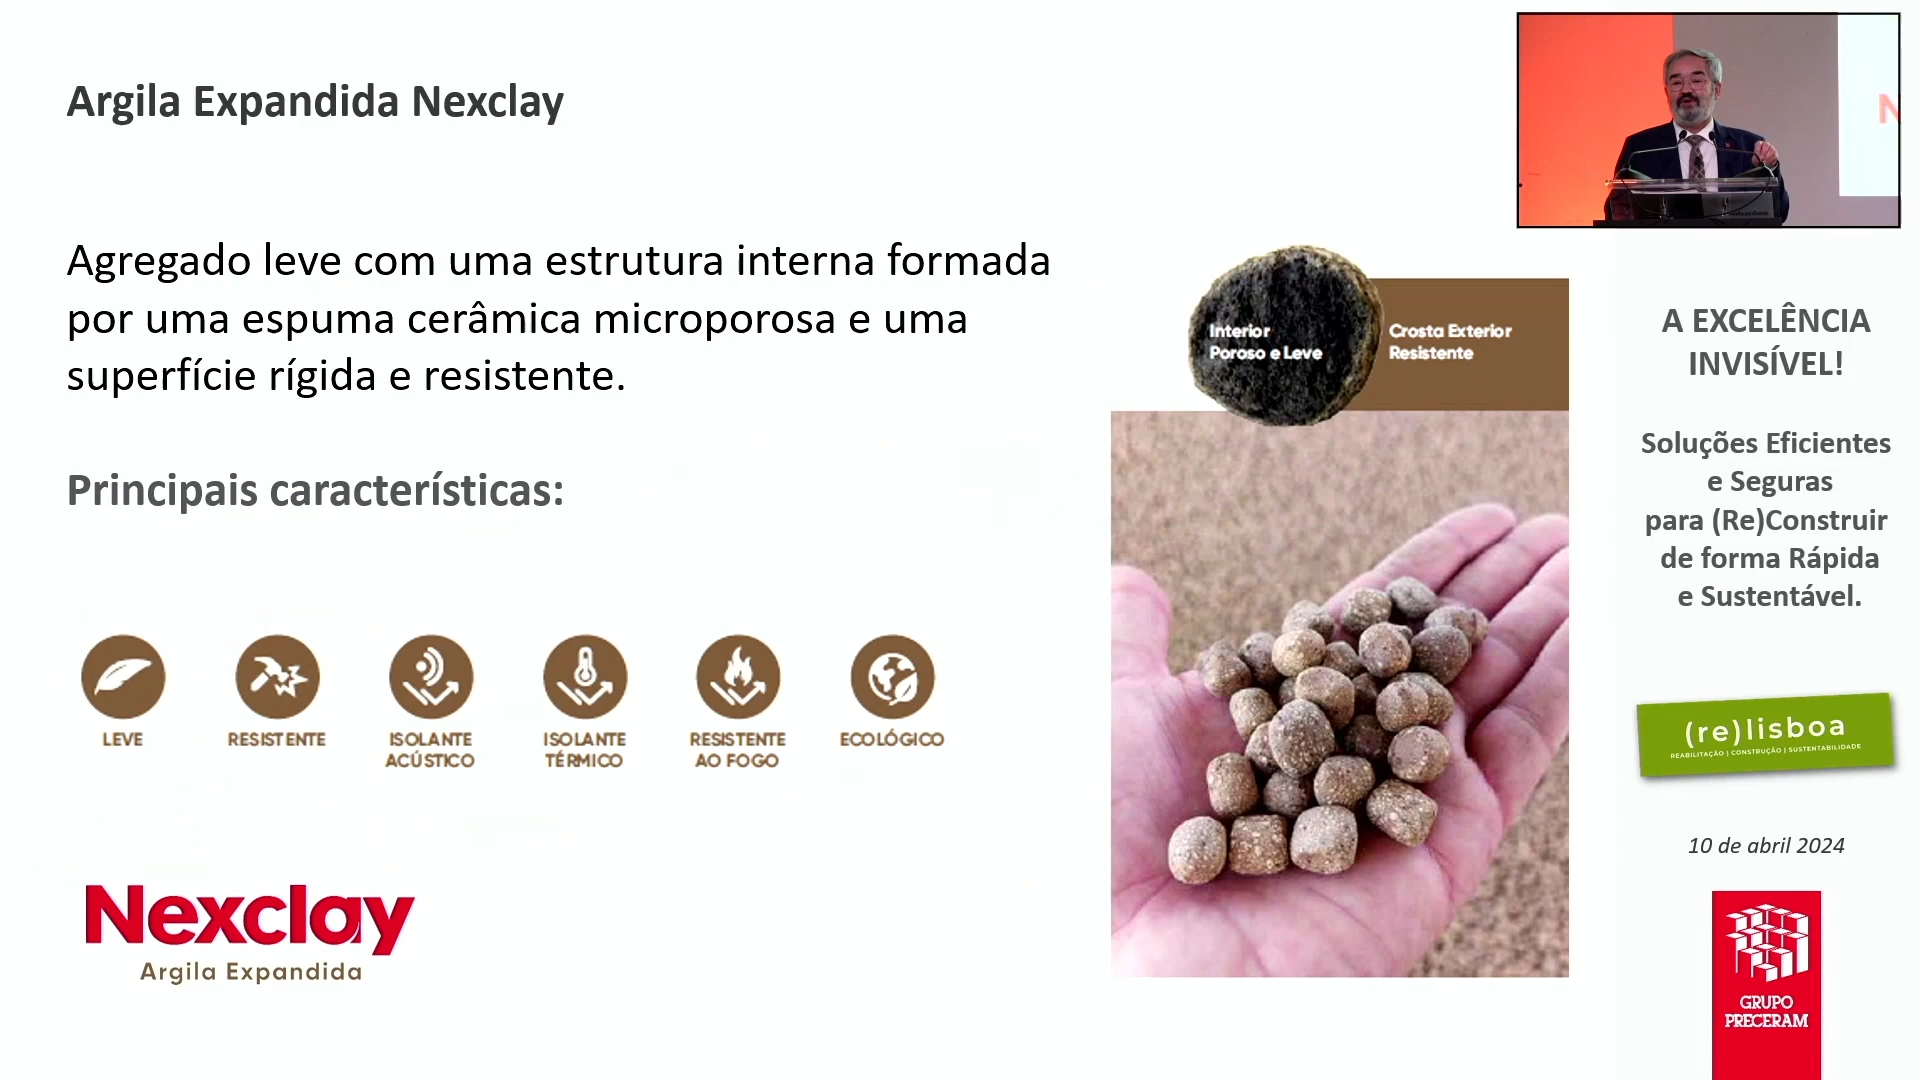 Argila Expandida Nexclay
Agregado leve com uma estrutura interna formada
por uma espuma cerâmica microporosa e uma
superfície rígida e resistente.
Principais características:
LEVE
RESISTENTE
ISOLANTE
ACÚSTICO
ISOLANTE
TÉRMICO
RESISTENTE
AO FOGO
ECOLÓGICO
Nexclay
Argila Expandida
Interior
Poroso e Leve
Crosta Exterior
Resistente
N
A EXCELÊNCIA
INVISÍVEL!
Soluções Eficientes
e Seguras
para (Re)Construir
de forma Rápida
e Sustentável.
(re)lisboa
REABILITAÇÃO | CONSTRUÇÃO | SUSTENTABILIDADE
10 de abril 2024
GRUPO
PRECERAM